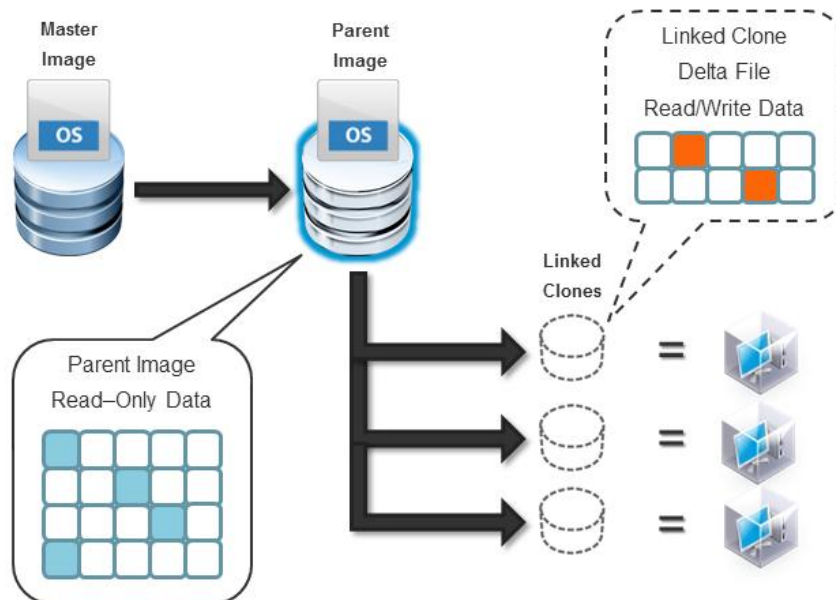 Master
Image
OS
Parent
Image
OS
Linked Clone
Delta File
Read/Write Data
Linked
Clones
=
=
=
Parent Image
Read–Only Data